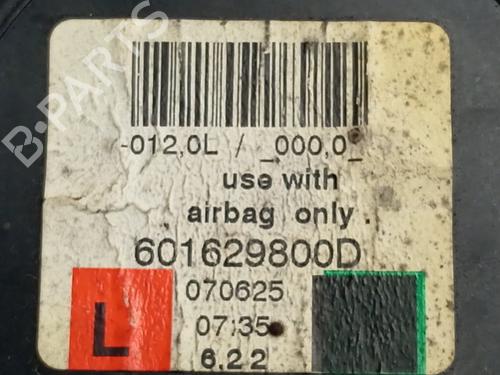 B-PARTS
-012,0L / _000,0_
use with
airbag only.
601629800D
070625
07:35
L
6.22